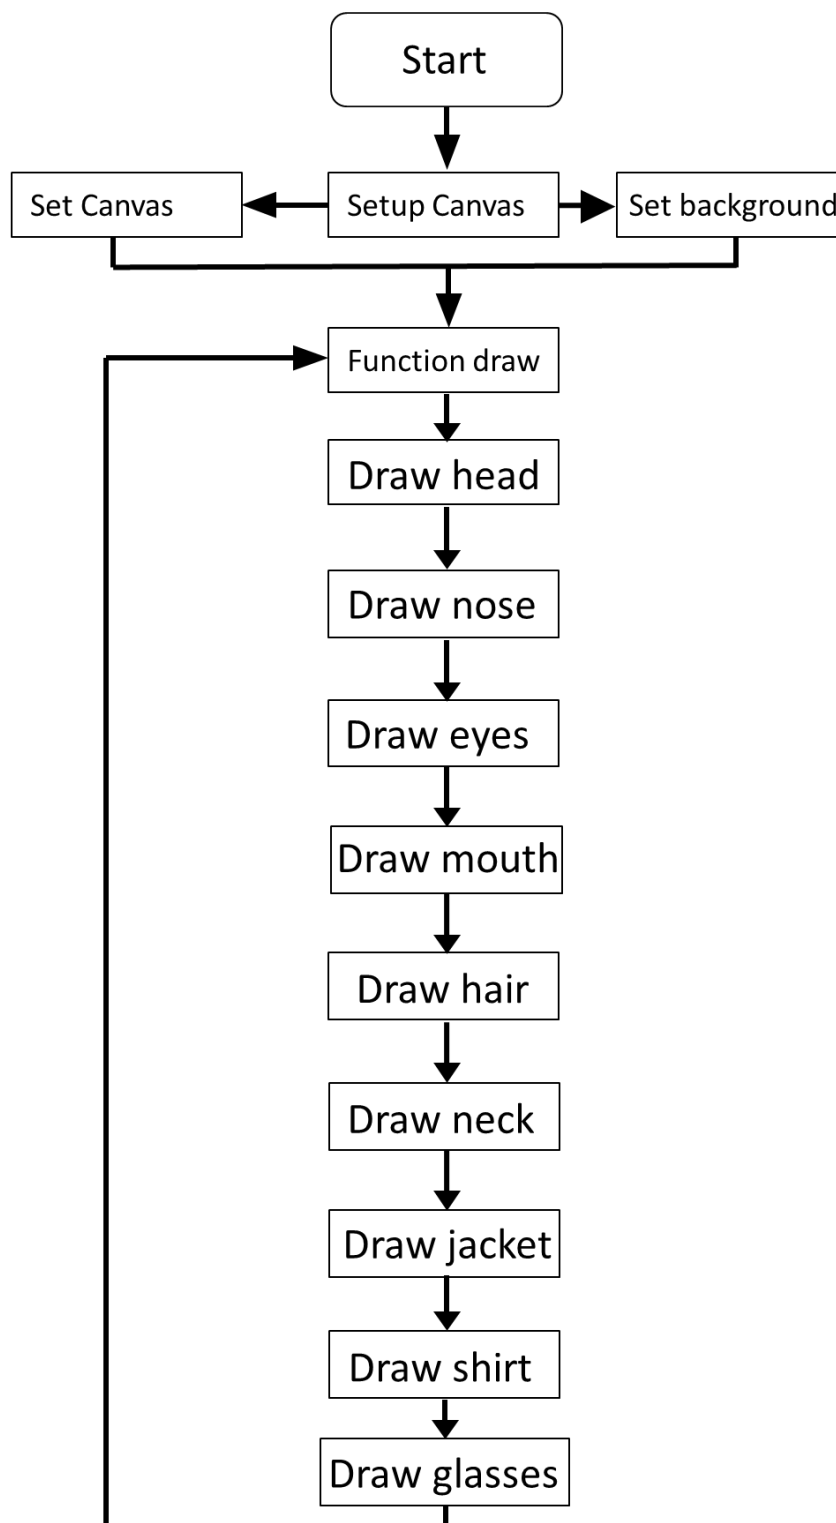 Start
Set Canvas
Setup Canvas
Set background
Function draw
Draw head
Draw nose
Draw eyes
Draw mouth
Draw hair
Draw neck
Draw jacket
Draw shirt
Draw glasses